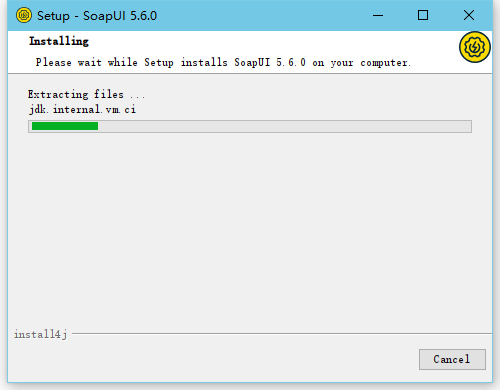 Setup - SoapUI 5.6.0
Installing
Please wait while Setup installs SoapUI 5.6.0 on your computer.
Extracting files ...
jdk.internal.vm.ci
install4j
Cancel